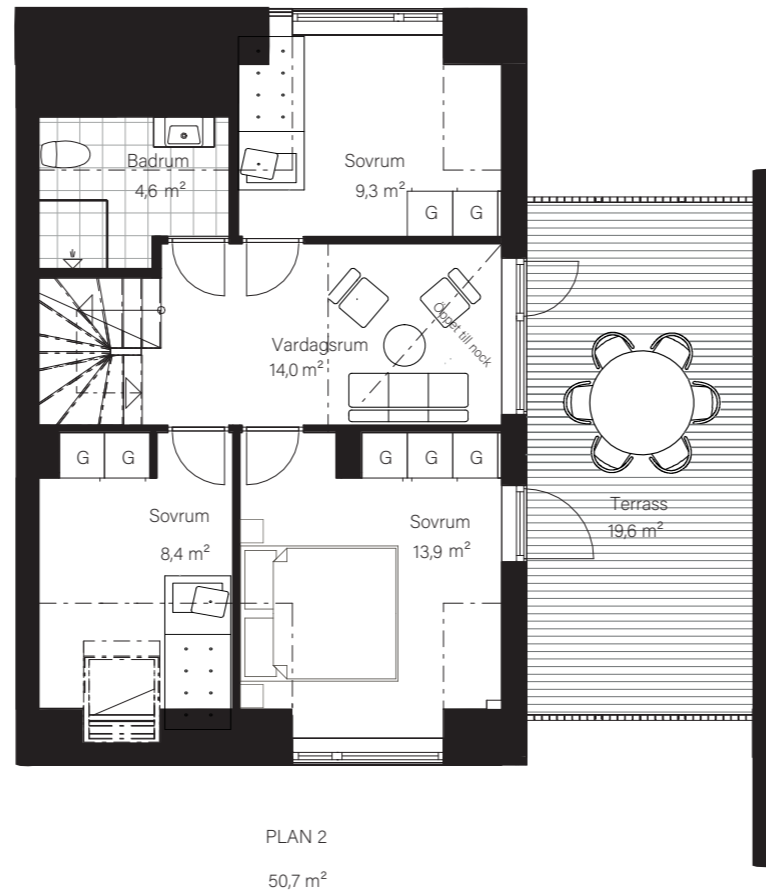 Badrum
4,6 m²
Sovrum
9,3 m²
G G
Vardagsrum
14,0 m²
Öppet till nock
G G
G G G
Sovrum
8,4 m²
Sovrum
13,9 m²
Terrass
19,6 m²
PLAN 2
50,7 m²